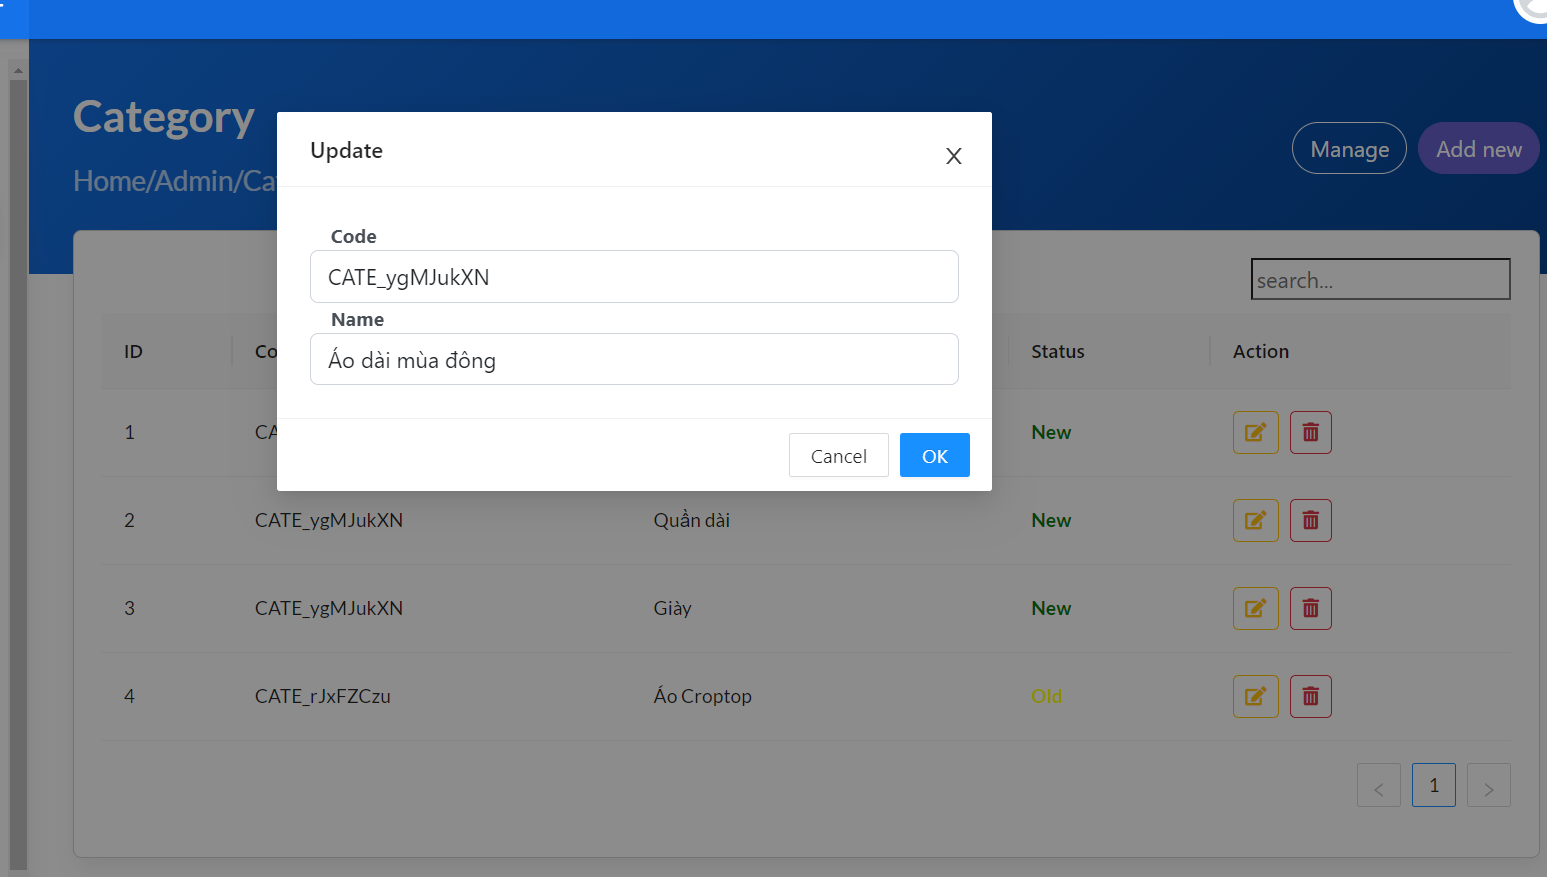 Category
Home/Admin/Ca
Manage
Add new
Update
X
Code
CATE_ygMJukXN
Name
Áo dài mùa đông
Cancel
OK
search...
ID Co Status Action
1 CA New
2 CATE_ygMJukXN Quần dài New
3 CATE_ygMJukXN Giày New
4 CATE_rJxFZCzu Áo Croptop Old
< 1 >